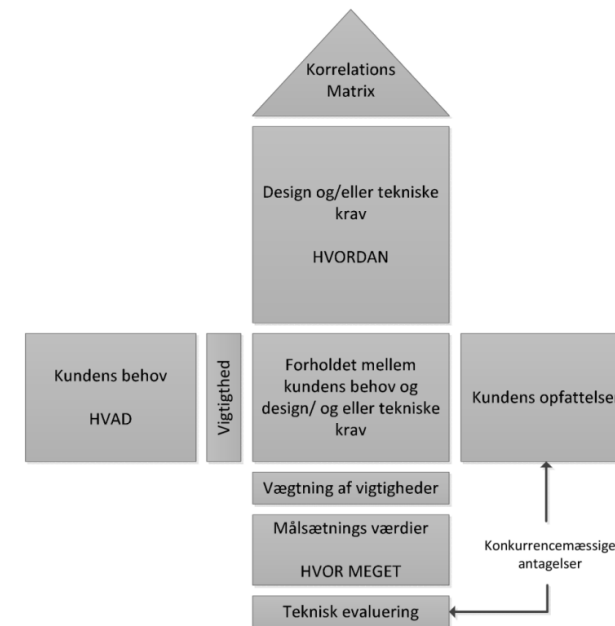 Korrelations
Matrix
Design og/eller tekniske
krav
HVORDAN
Kundens behov
HVAD
Vigtigthed
Forholdet mellem
kundens behov og
design/ og eller tekniske
krav
Kundens opfattelse
Vægtning af vigtigheder
Målsætnings værdier
HVOR MEGET
Konkurrencemæssige
antagelser
Teknisk evaluering